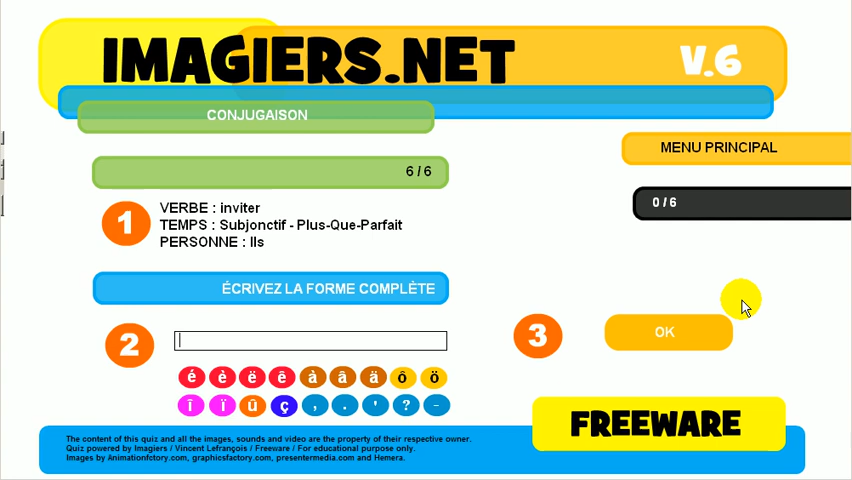 IMAGIERS.NET
V.6
CONJUGAISON
MENU PRINCIPAL
6 / 6
0 / 6
1
VERBE : inviter
TEMPS : Subjonctif - Plus-Que-Parfait
PERSONNE : Ils
ÉCRIVEZ LA FORME COMPLÈTE
2
3
OK
é è ë ê à â ä ô ö
î ï û ç , . ' ? -
FREEWARE
The content of this quiz and all the images, sounds and video are the property of their respective owner.
Quiz powered by Imagiers / Vincent Lefrançois / Freeware / For educational purpose only.
Images by Animationfctory.com, graphicsfactory.com, presentermedia.com and Hemera.